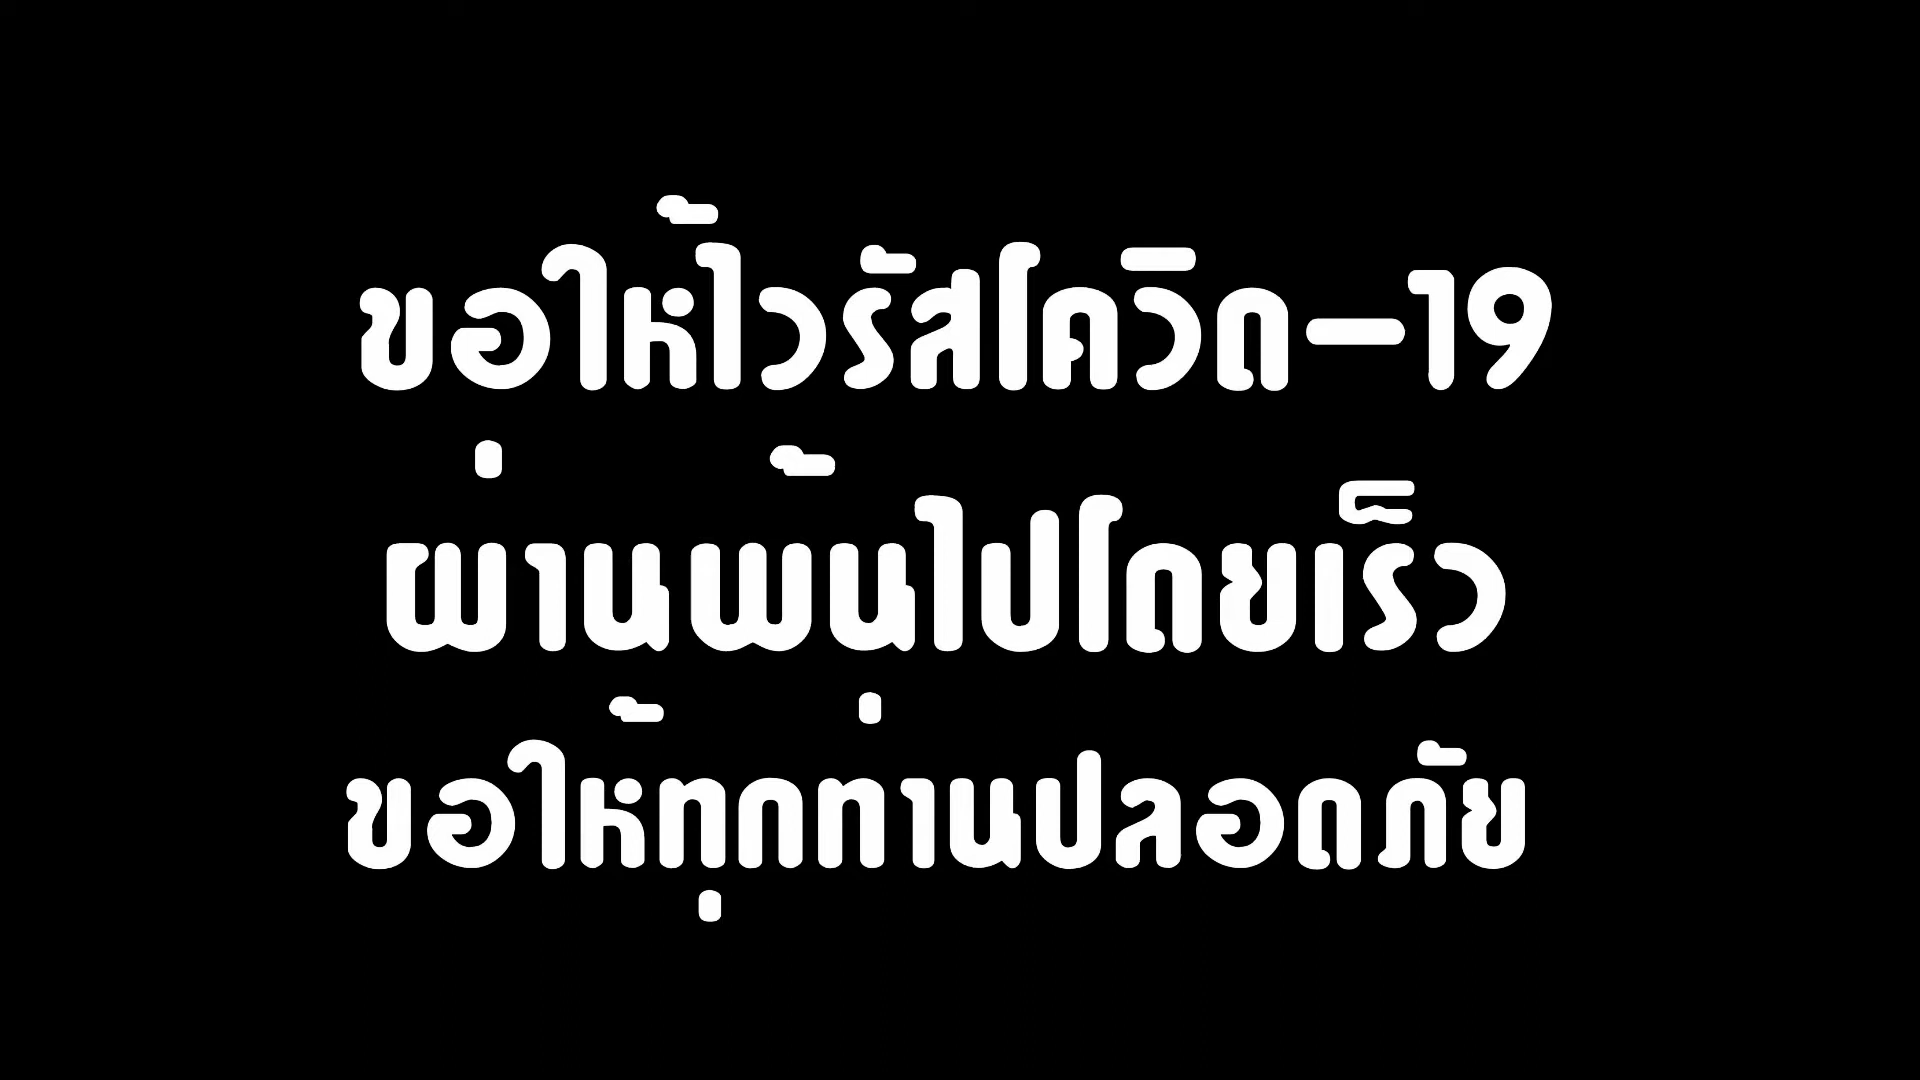 ขอให้ไวรัสโควิด-19
ผ่านพ้นไปโดยเร็ว
ขอให้ทุกท่านปลอดภัย